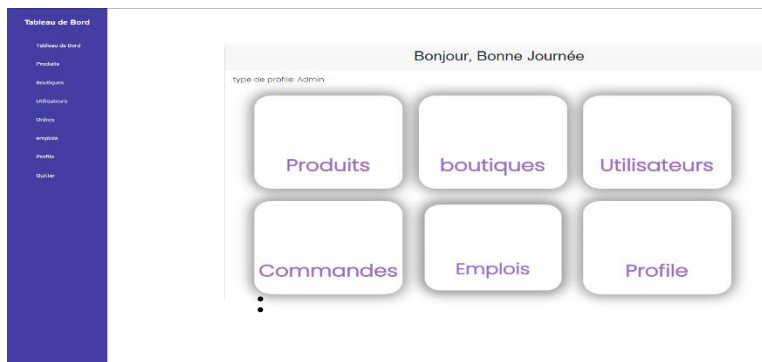 Tableau de Bord
Tableau de Bord
Produits
Boutiques
Utilisateurs
Ordres
emplois
Profile
Quitter
Bonjour, Bonne Journée
type de profile: Admin
Produits boutiques Utilisateurs
Commandes Emplois Profile